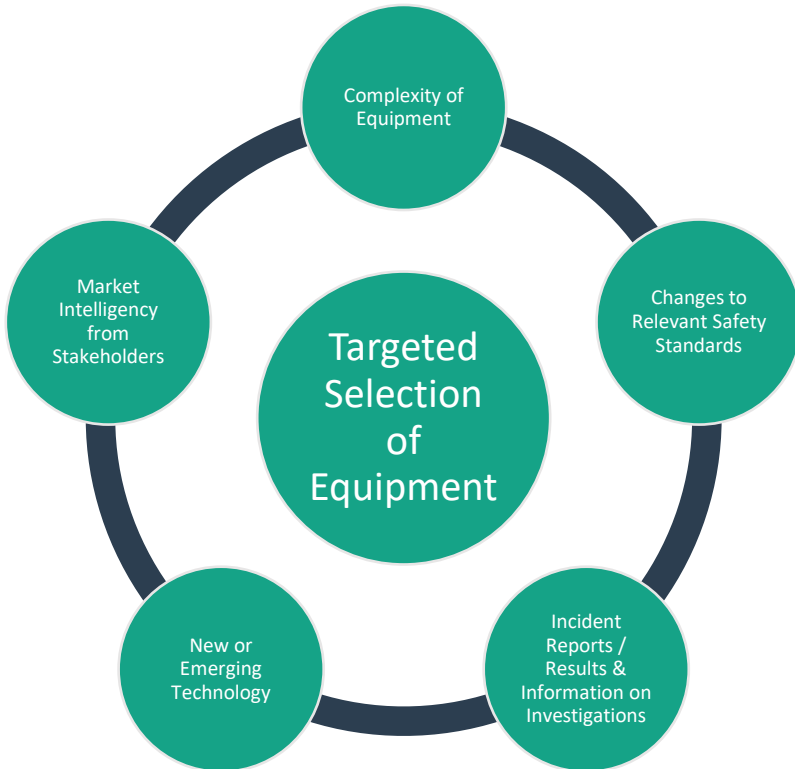 Complexity of
Equipment
Changes to
Relevant Safety
Standards
Incident
Reports /
Results &
Information on
Investigations
New or
Emerging
Technology
Market
Intelligency
from
Stakeholders
Targeted
Selection
of
Equipment